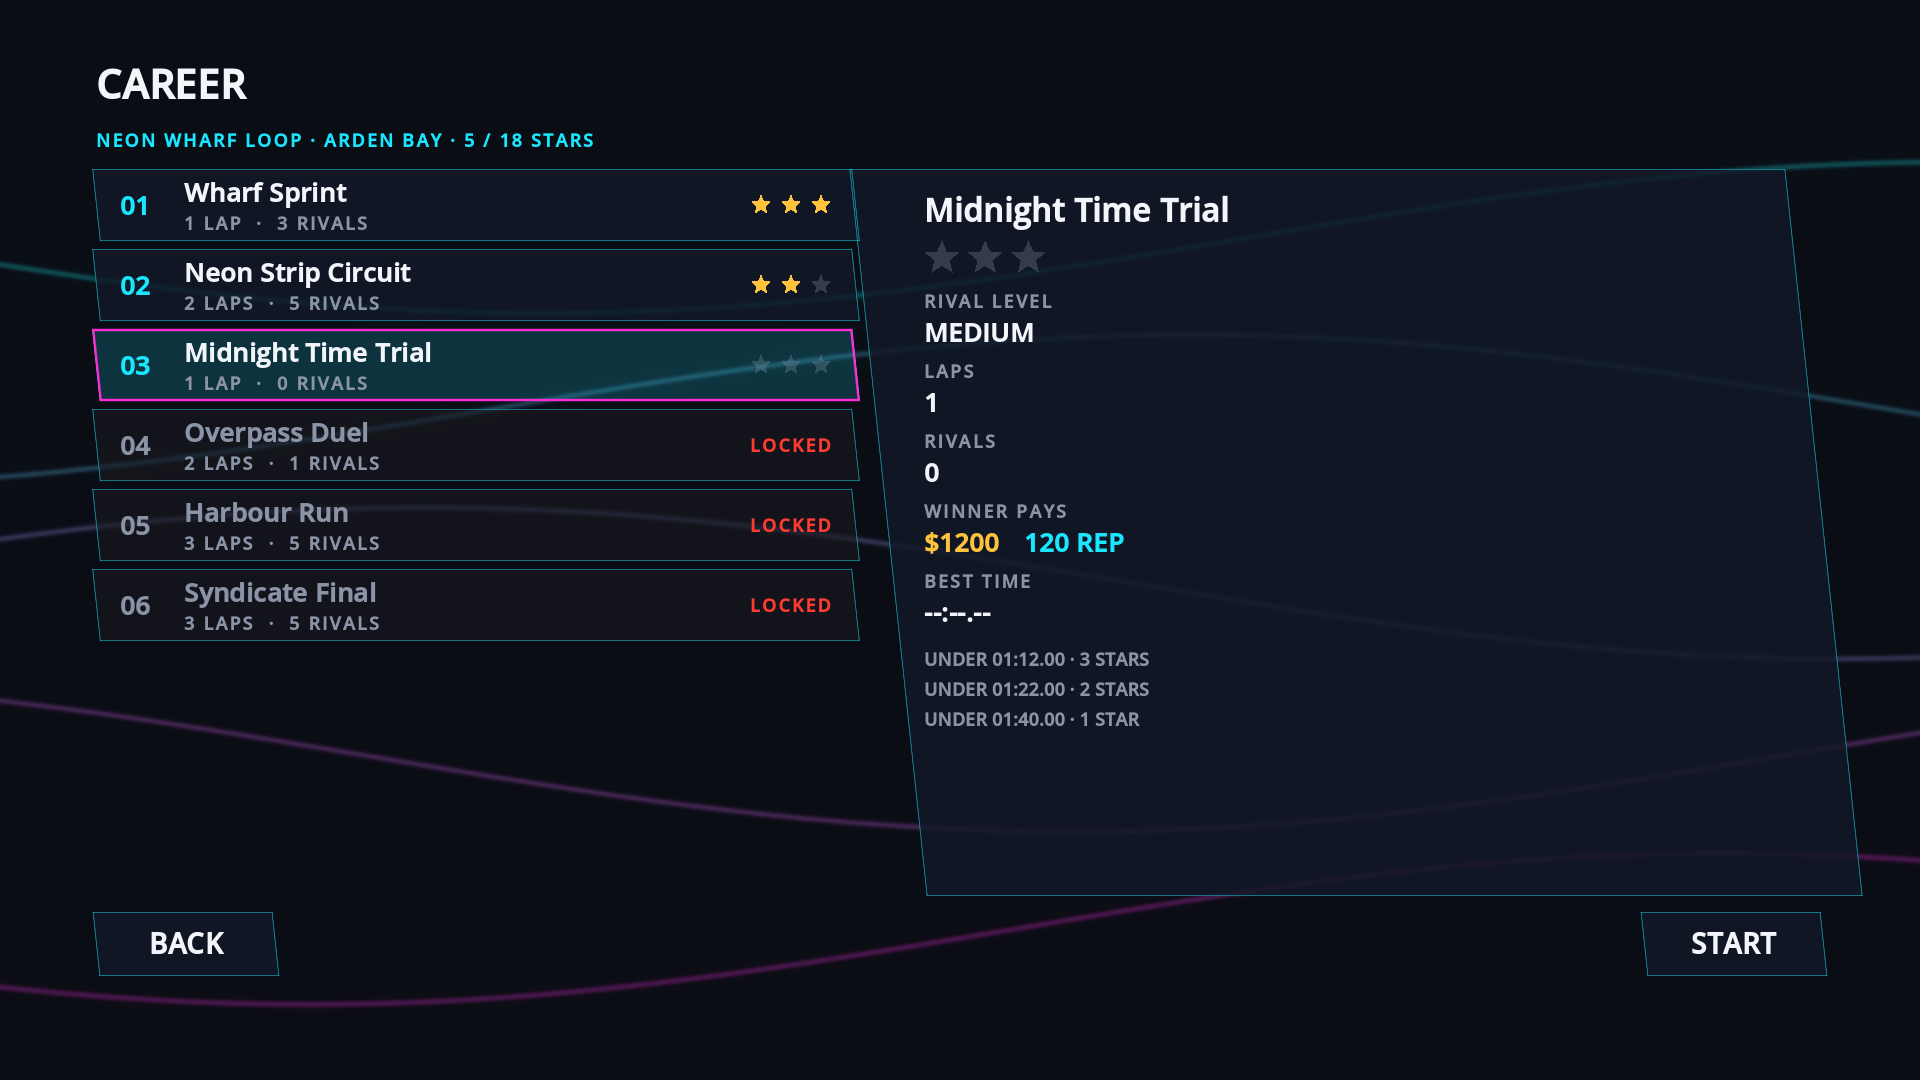 CAREER
NEON WHARF LOOP · ARDEN BAY · 5 / 18 STARS
01
Wharf Sprint
1 LAP · 3 RIVALS
02
Neon Strip Circuit
2 LAPS · 5 RIVALS
03
Midnight Time Trial
1 LAP · 0 RIVALS
04
Overpass Duel
2 LAPS · 1 RIVALS
LOCKED
05
Harbour Run
3 LAPS · 5 RIVALS
LOCKED
06
Syndicate Final
3 LAPS · 5 RIVALS
LOCKED
Midnight Time Trial
RIVAL LEVEL
MEDIUM
LAPS
1
RIVALS
0
WINNER PAYS
$1200 120 REP
BEST TIME
--:--.--
UNDER 01:12.00 · 3 STARS
UNDER 01:22.00 · 2 STARS
UNDER 01:40.00 · 1 STAR
BACK
START